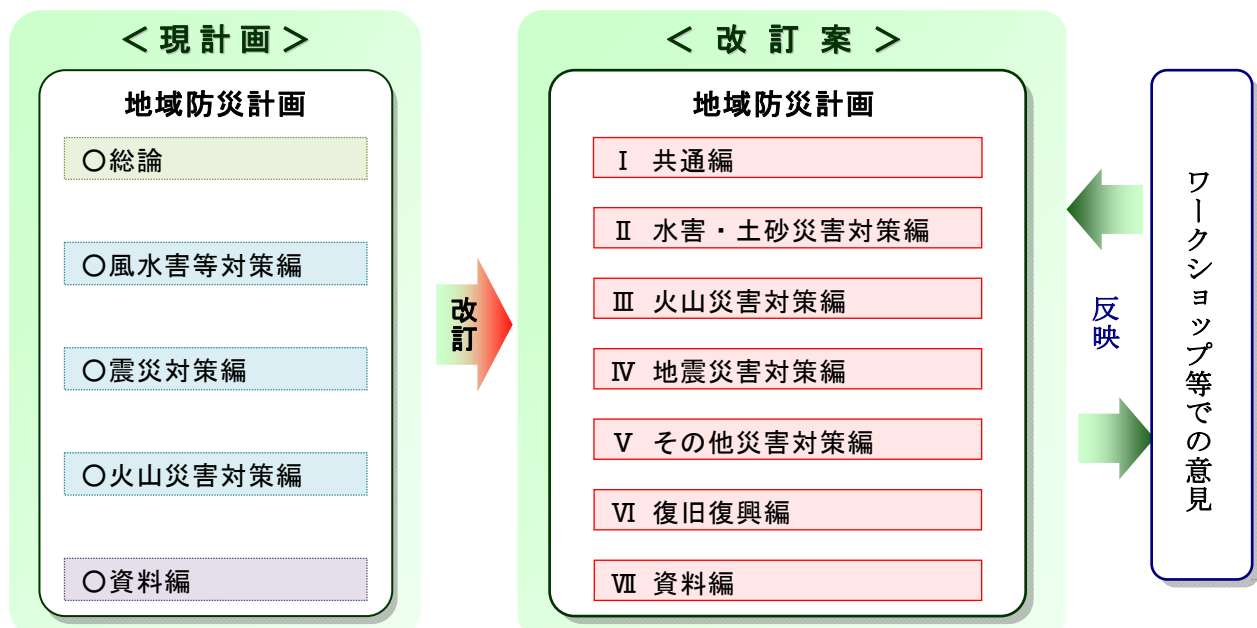 ＜現計画＞
地域防災計画
〇総論
〇風水害等対策編
〇震災対策編
〇火山災害対策編
〇資料編
改訂
＜ 改 訂 案 ＞
地域防災計画
Ⅰ 共通編
Ⅱ 水害・土砂災害対策編
Ⅲ 火山災害対策編
Ⅳ 地震災害対策編
Ⅴ その他災害対策編
Ⅵ 復旧復興編
Ⅶ 資料編
反映
ワークショップ等での意見